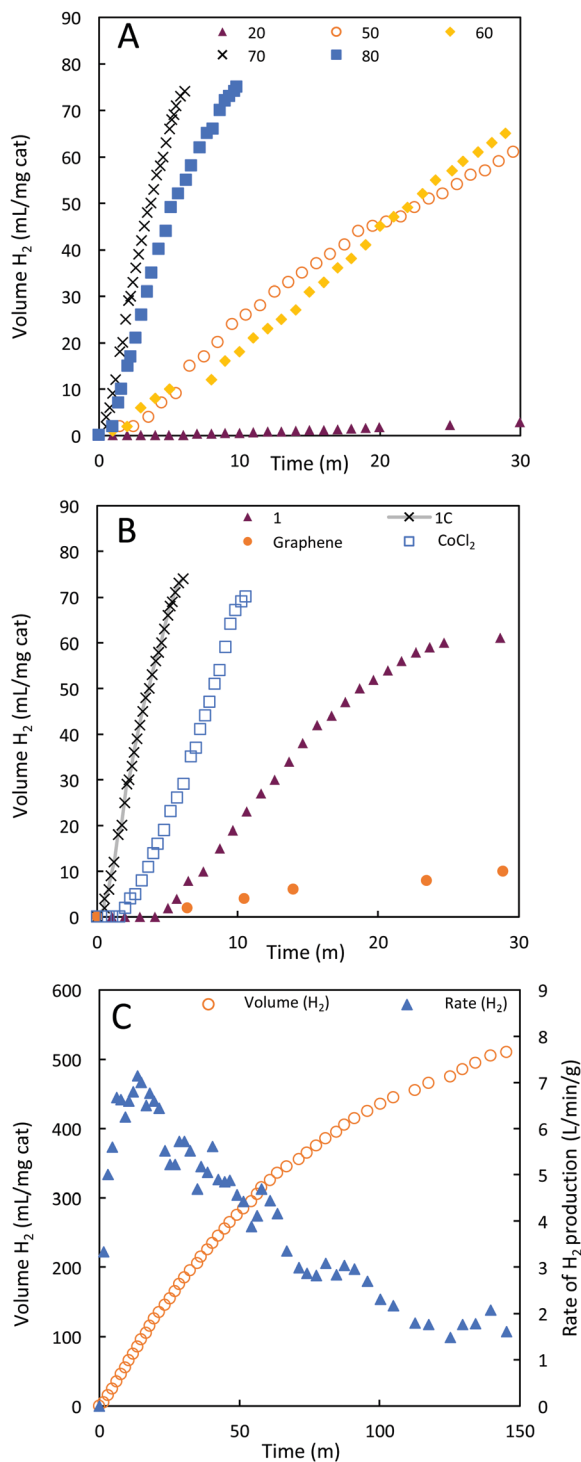 A
20 50 60
70 80
Volume H2 (mL/mg cat)
90
80
70
60
50
40
30
20
10
0
0 10 20 30
Time (m)
B
1 1C
Graphene CoCl2
Volume H2 (mL/mg cat)
90
80
70
60
50
40
30
20
10
0
0 10 20 30
Time (m)
C
Volume (H2) Rate (H2)
Volume H2 (mL/mg cat)
600
500
400
300
200
100
0
9
8
7
6
5
4
3
2
1
0
Rate of H2 production (L/min/g)
0 50 100 150
Time (m)